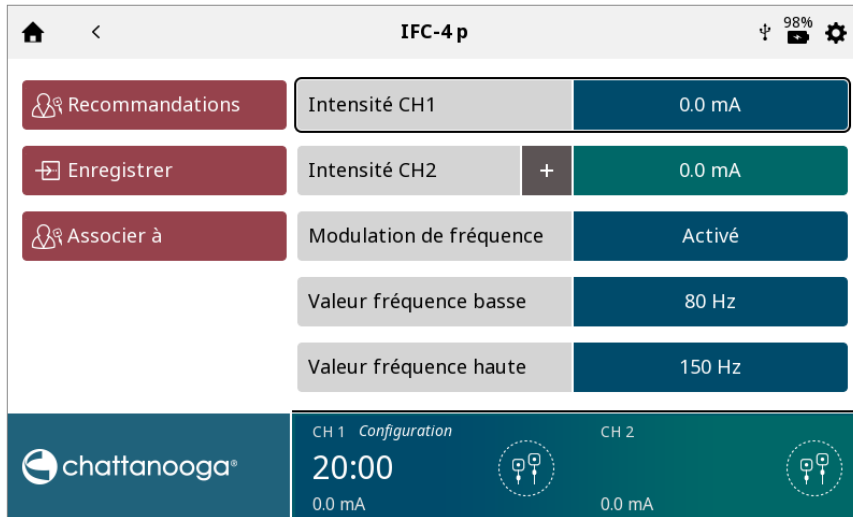 IFC-4 p
98%
Recommandations
Enregistrer
Associer à
Intensité CH1 0.0 mA
Intensité CH2 + 0.0 mA
Modulation de fréquence Activé
Valeur fréquence basse 80 Hz
Valeur fréquence haute 150 Hz
chattanooga®
CH 1 Configuration
20:00
0.0 mA
CH 2
0.0 mA